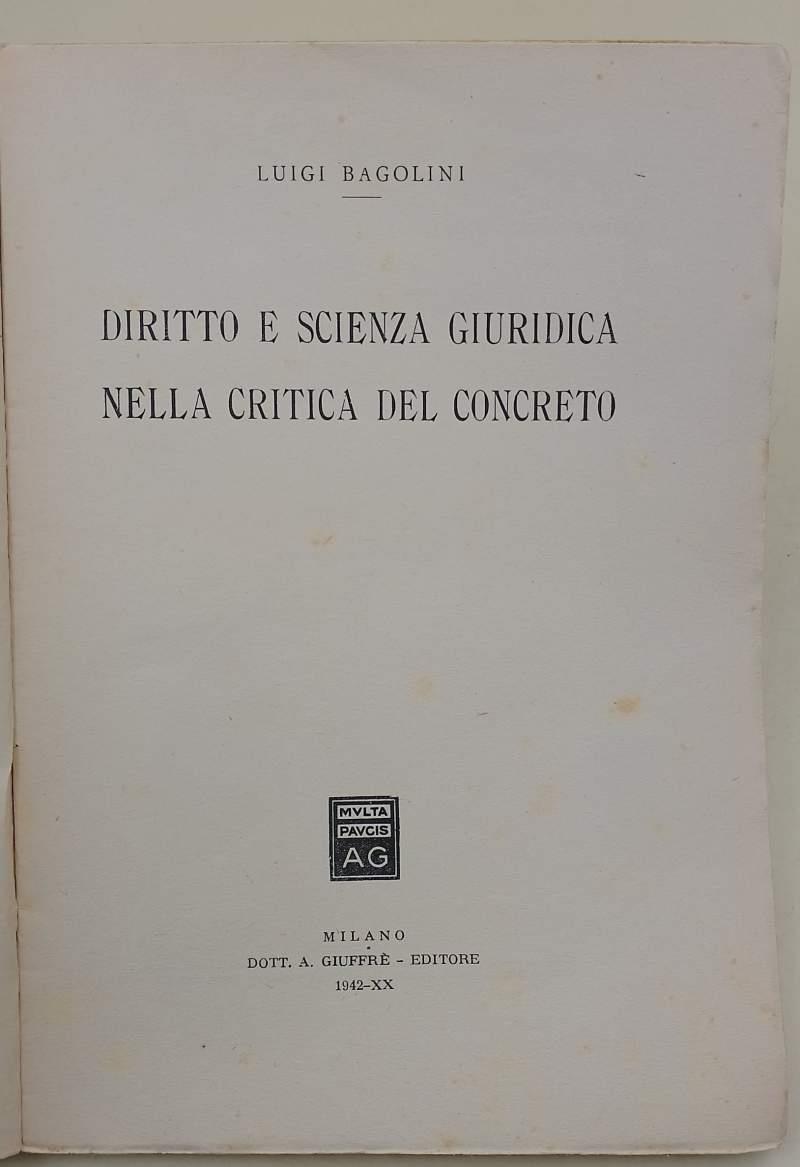 LUIGI BAGOLINI
DIRITTO E SCIENZA GIURIDICA
NELLA CRITICA DEL CONCRETO
MVLTA
PAVCIS
AG
MILANO
DOTT. A. GIUFFRÈ - EDITORE
1942-XX